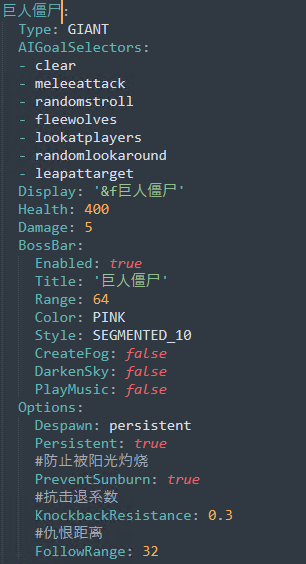 巨人僵尸:
  Type: GIANT
  AIGoalSelectors:
  - clear
  - meleeattack
  - randomstroll
  - fleewolves
  - lookatplayers
  - randomlookaround
  - leapattarget
  Display: '&f巨人僵尸'
  Health: 400
  Damage: 5
  BossBar:
    Enabled: true
    Title: '巨人僵尸'
    Range: 64
    Color: PINK
    Style: SEGMENTED_10
    CreateFog: false
    DarkenSky: false
    PlayMusic: false
  Options:
    Despawn: persistent
    Persistent: true
    #防止被阳光灼烧
    PreventSunburn: true
    #抗击退系数
    KnockbackResistance: 0.3
    #仇恨距离
    FollowRange: 32